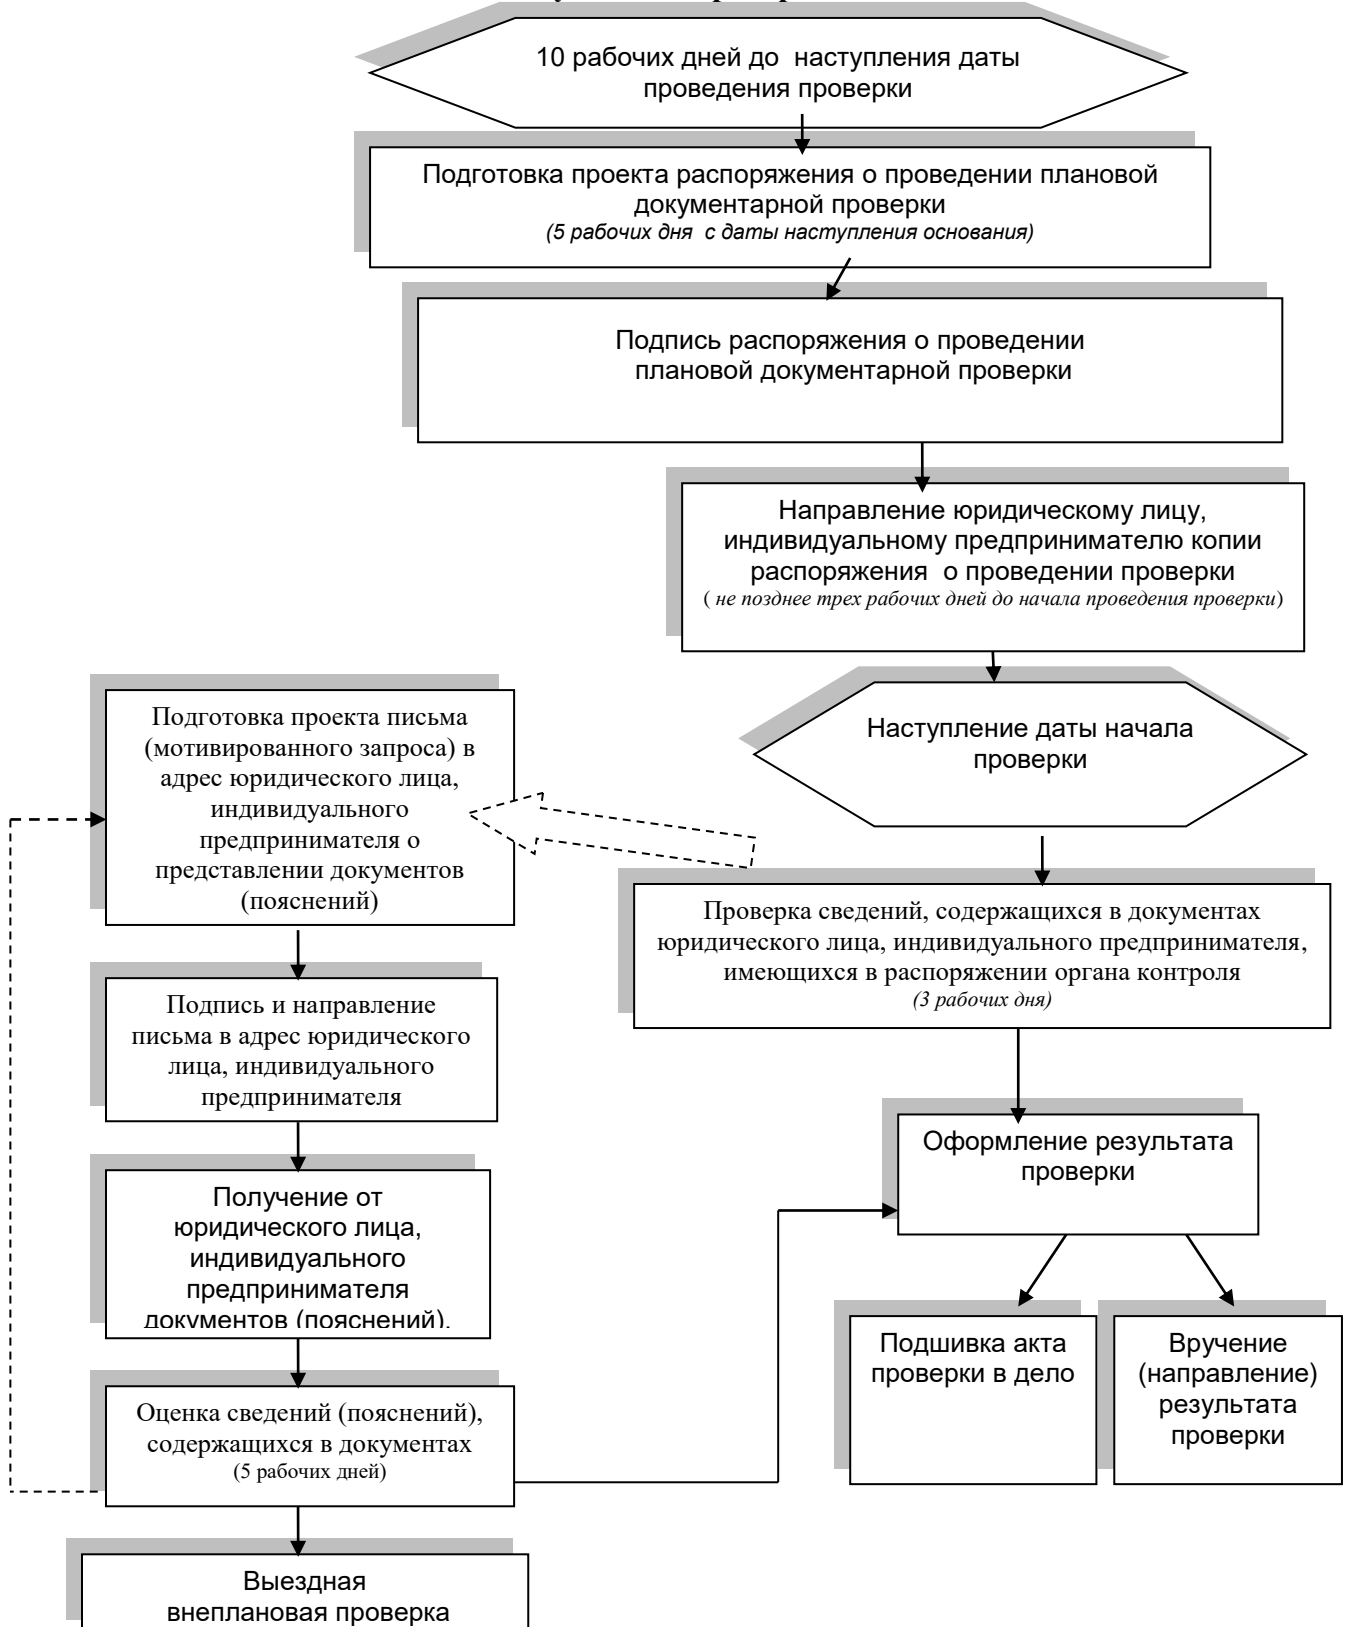 10 рабочих дней до  наступления даты
проведения проверки
Подготовка проекта распоряжения о проведении плановой
документарной проверки
(5 рабочих дня  с даты наступления основания)
Подпись распоряжения о проведении
плановой документарной проверки
Направление юридическому лицу,
индивидуальному предпринимателю копии
распоряжения  о проведении проверки
( не позднее трех рабочих дней до начала проведения проверки)
Наступление даты начала
проверки
Подготовка проекта письма
(мотивированного запроса) в
адрес юридического лица,
индивидуального
предпринимателя о
представлении документов
(пояснений)
Проверка сведений, содержащихся в документах
юридического лица, индивидуального предпринимателя,
имеющихся в распоряжении органа контроля
(3 рабочих дня)
Подпись и направление
письма в адрес юридического
лица, индивидуального
предпринимателя
Оформление результата
проверки
Получение от
юридического лица,
индивидуального
предпринимателя
документов (пояснений).
Подшивка акта
проверки в дело
Вручение
(направление)
результата
проверки
Оценка сведений (пояснений),
содержащихся в документах
(5 рабочих дней)
Выездная
внеплановая проверка